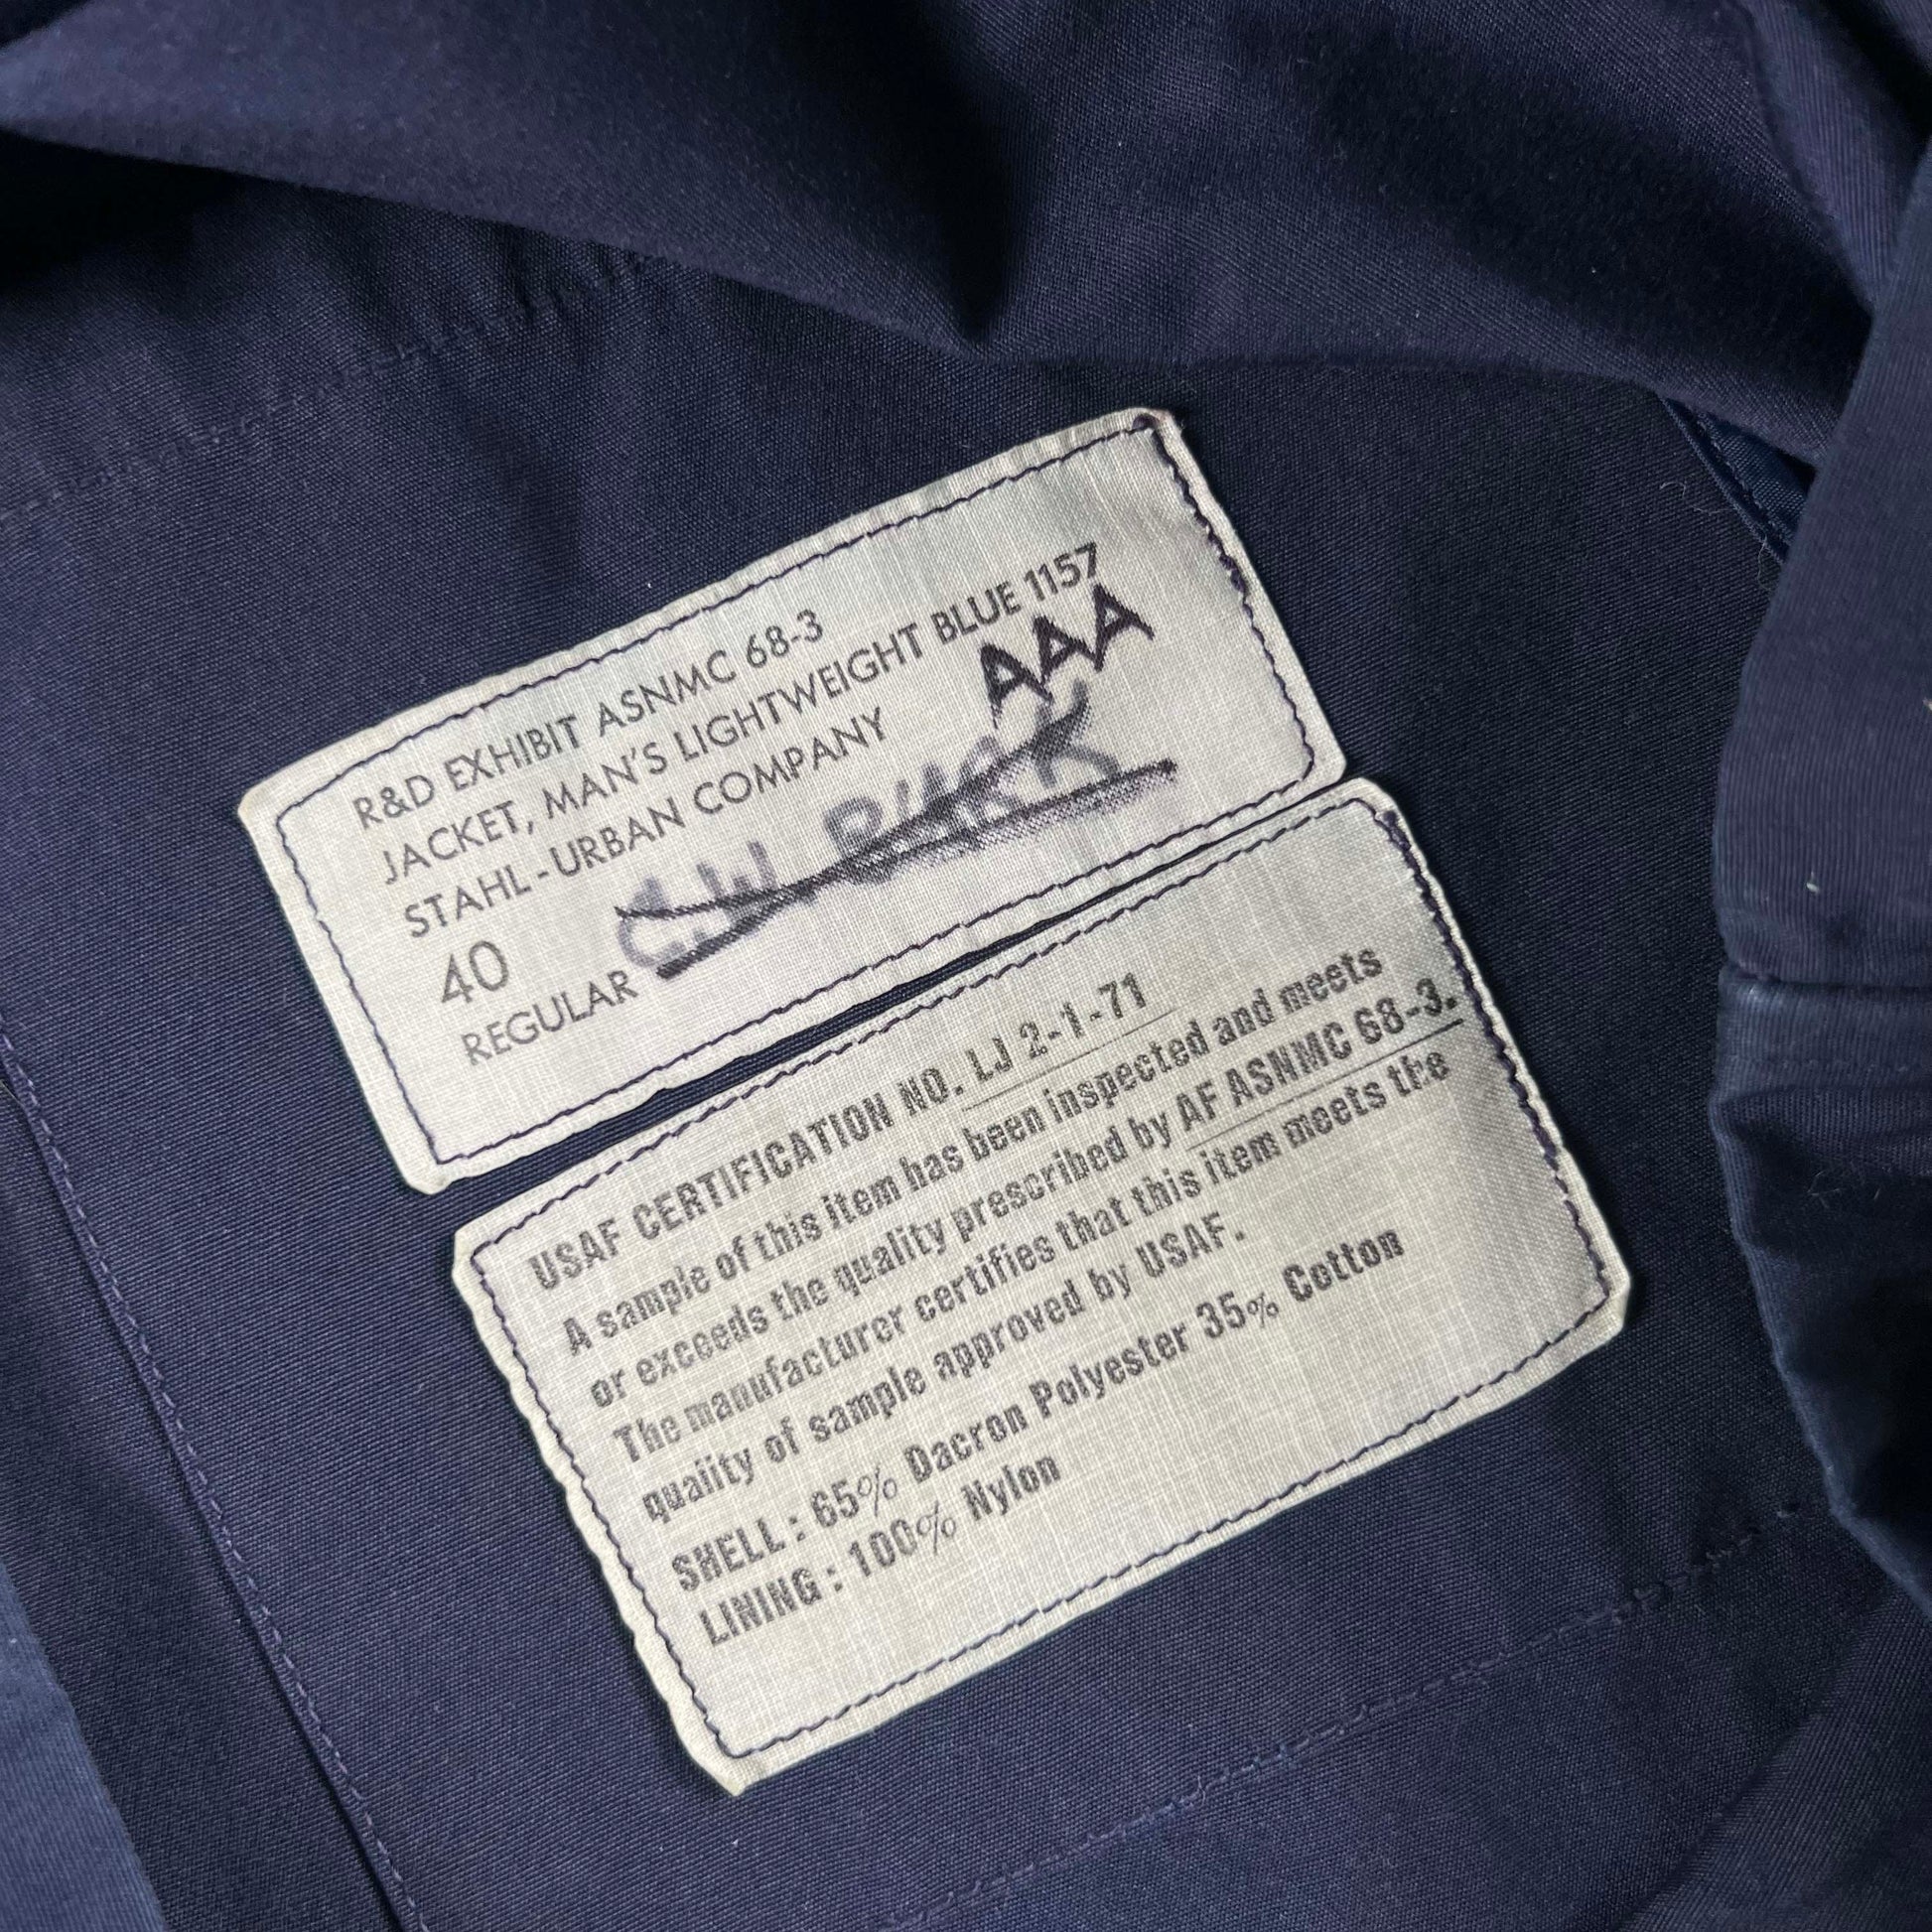 R&D EXHIBIT ASNMC 68-3
JACKET, MAN'S LIGHTWEIGHT BLUE 1157
STAHL-URBAN COMPANY AAA
40
REGULAR C.W
USAF CERTIFICATION NO. LJ 2-1-71
A sample of this item has been inspected and meets
or exceeds the quality prescribed by AF ASNMC 68-3.
The manufacturer certifies that this item meets the
quality of sample approved by USAF.
SHELL: 65% Dacron Polyester 35% Cotton
LINING: 100% Nylon